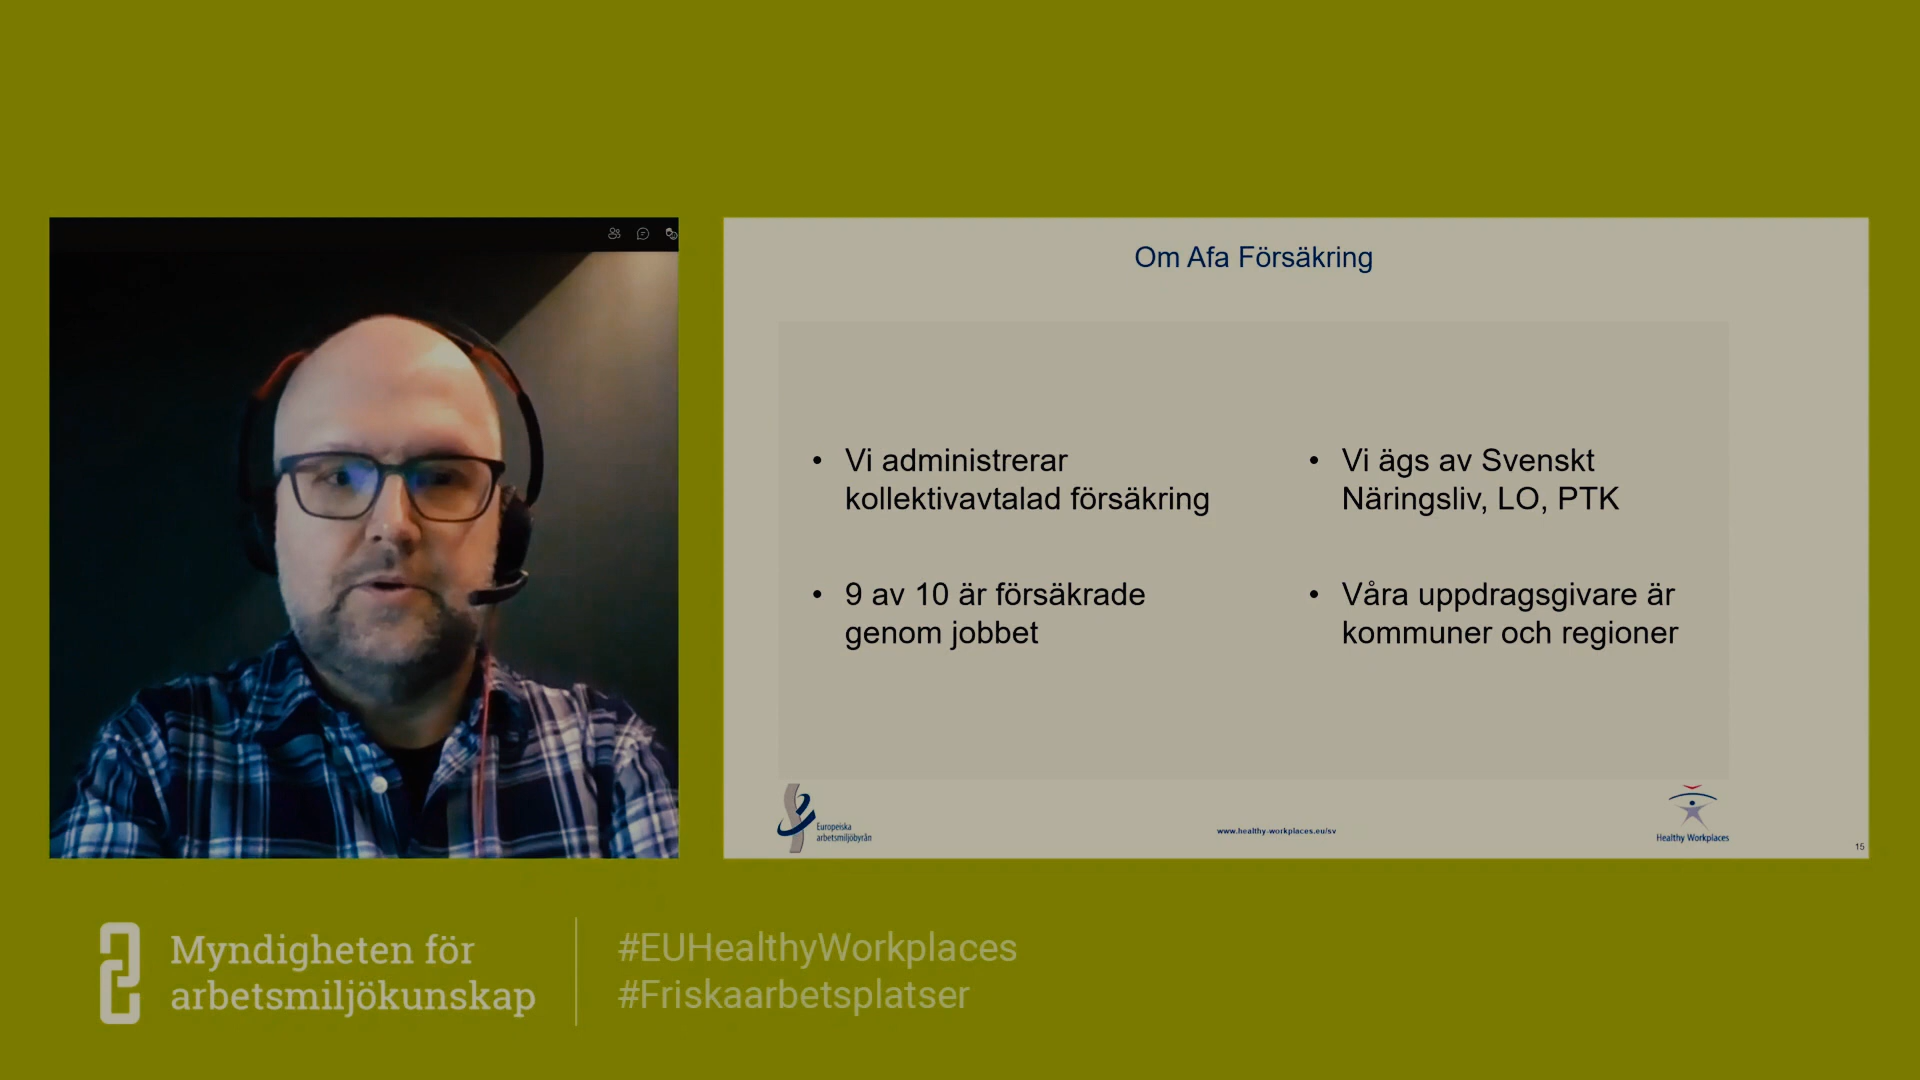 Om Afa Försäkring
• Vi administrerar
kollektivavtalad försäkring
• 9 av 10 är försäkrade
genom jobbet
• Vi ägs av Svenskt
Näringsliv, LO, PTK
• Våra uppdragsgivare är
kommuner och regioner
Europeiska
arbetsmiljöbyrån
www.healthy-workplaces.eu/sv
Healthy Workplaces
15
Myndigheten för
arbetsmiljökunskap
#EUHealthyWorkplaces
#Friskaarbetsplatser